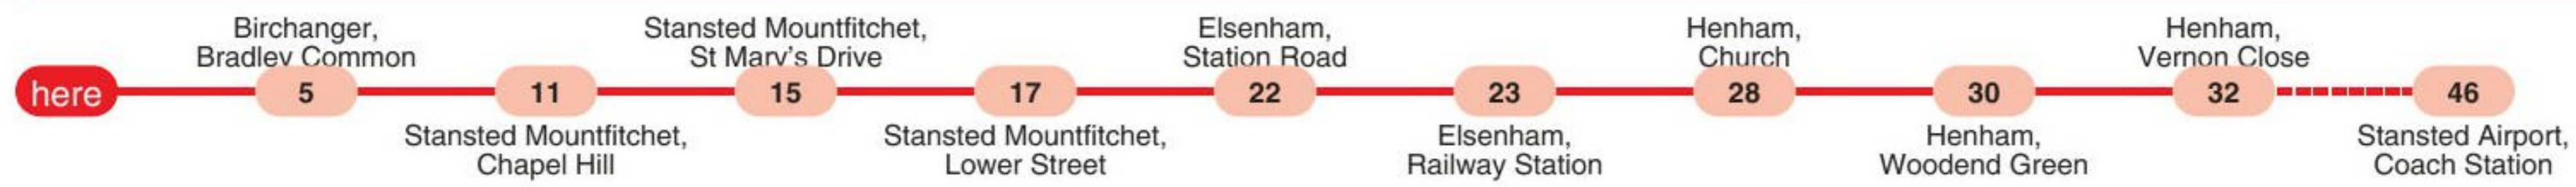 here
Birchanger,
Bradley Common
5
11
Stansted Mountfitchet,
Chapel Hill
Stansted Mountfitchet,
St Mary's Drive
15
17
Stansted Mountfitchet,
Lower Street
Elsenham,
Station Road
22
23
Elsenham,
Railway Station
Henham,
Church
28
30
Henham,
Woodend Green
Henham,
Vernon Close
32
46
Stansted Airport,
Coach Station